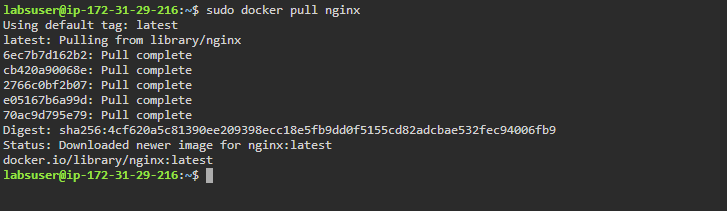 labsuser@ip-172-31-29-216:~$ sudo docker pull nginx
Using default tag: latest
latest: Pulling from library/nginx
6ec7b7d162b2: Pull complete
cb420a90068e: Pull complete
2766c0bf2b07: Pull complete
e05167b6a99d: Pull complete
70ac9d795e79: Pull complete
Digest: sha256:4cf620a5c81390ee209398ecc18e5fb9dd0f5155cd82adcbae532fec94006fb9
Status: Downloaded newer image for nginx:latest
docker.io/library/nginx:latest
labsuser@ip-172-31-29-216:~$